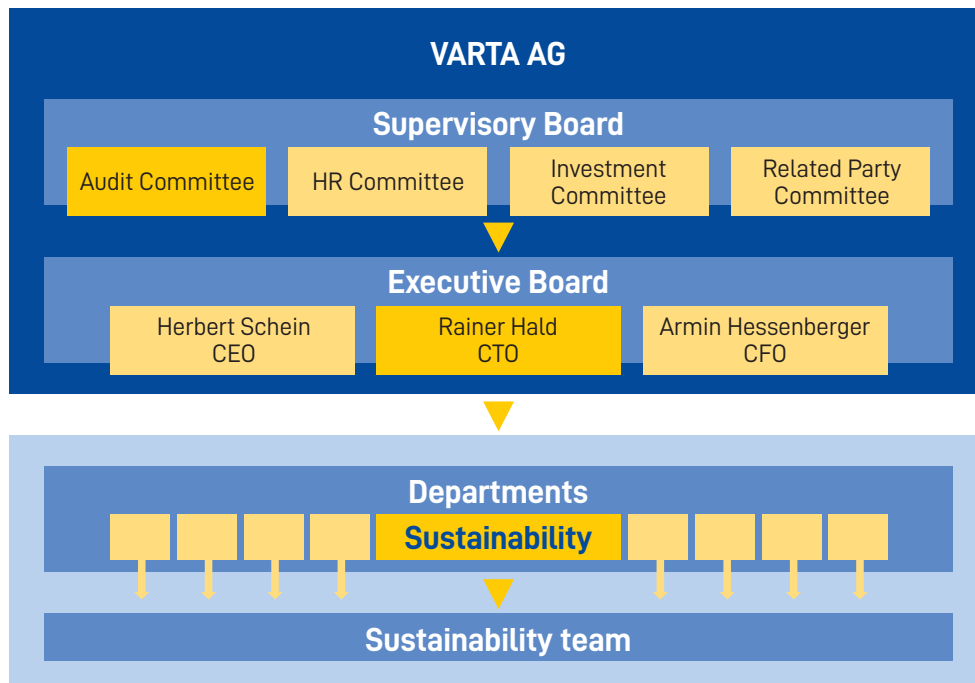 VARTA AG
Supervisory Board
Audit Committee
HR Committee
Investment
Committee
Related Party
Committee
Executive Board
Herbert Schein
CEO
Rainer Hald
CTO
Armin Hessenberger
CFO
Departments
Sustainability
Sustainability team